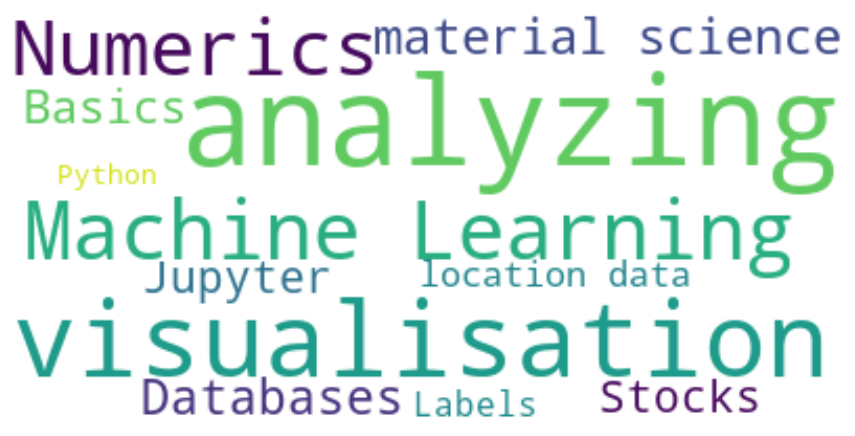 Numerics material science
Basics analyzing
Python
Machine Learning
Jupyter location data
visualisation
Databases Labels Stocks